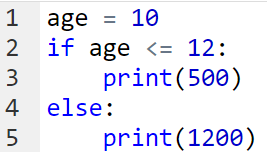 1 age = 10
2 if age <= 12:
3     print(500)
4 else:
5     print(1200)